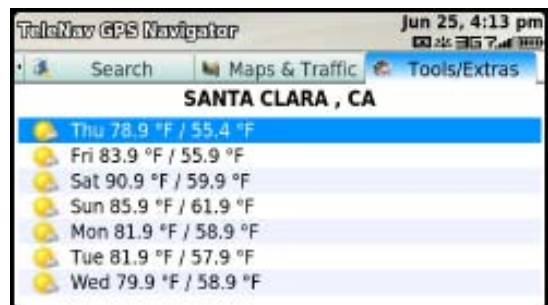 TeleNav GPS Navigator
Jun 25, 4:13 pm
3G
Search Maps & Traffic Tools/Extras
SANTA CLARA , CA
Thu 78.9 °F / 55.4 °F
Fri 83.9 °F / 55.9 °F
Sat 90.9 °F / 59.9 °F
Sun 85.9 °F / 61.9 °F
Mon 81.9 °F / 58.9 °F
Tue 81.9 °F / 57.9 °F
Wed 79.9 °F / 58.9 °F